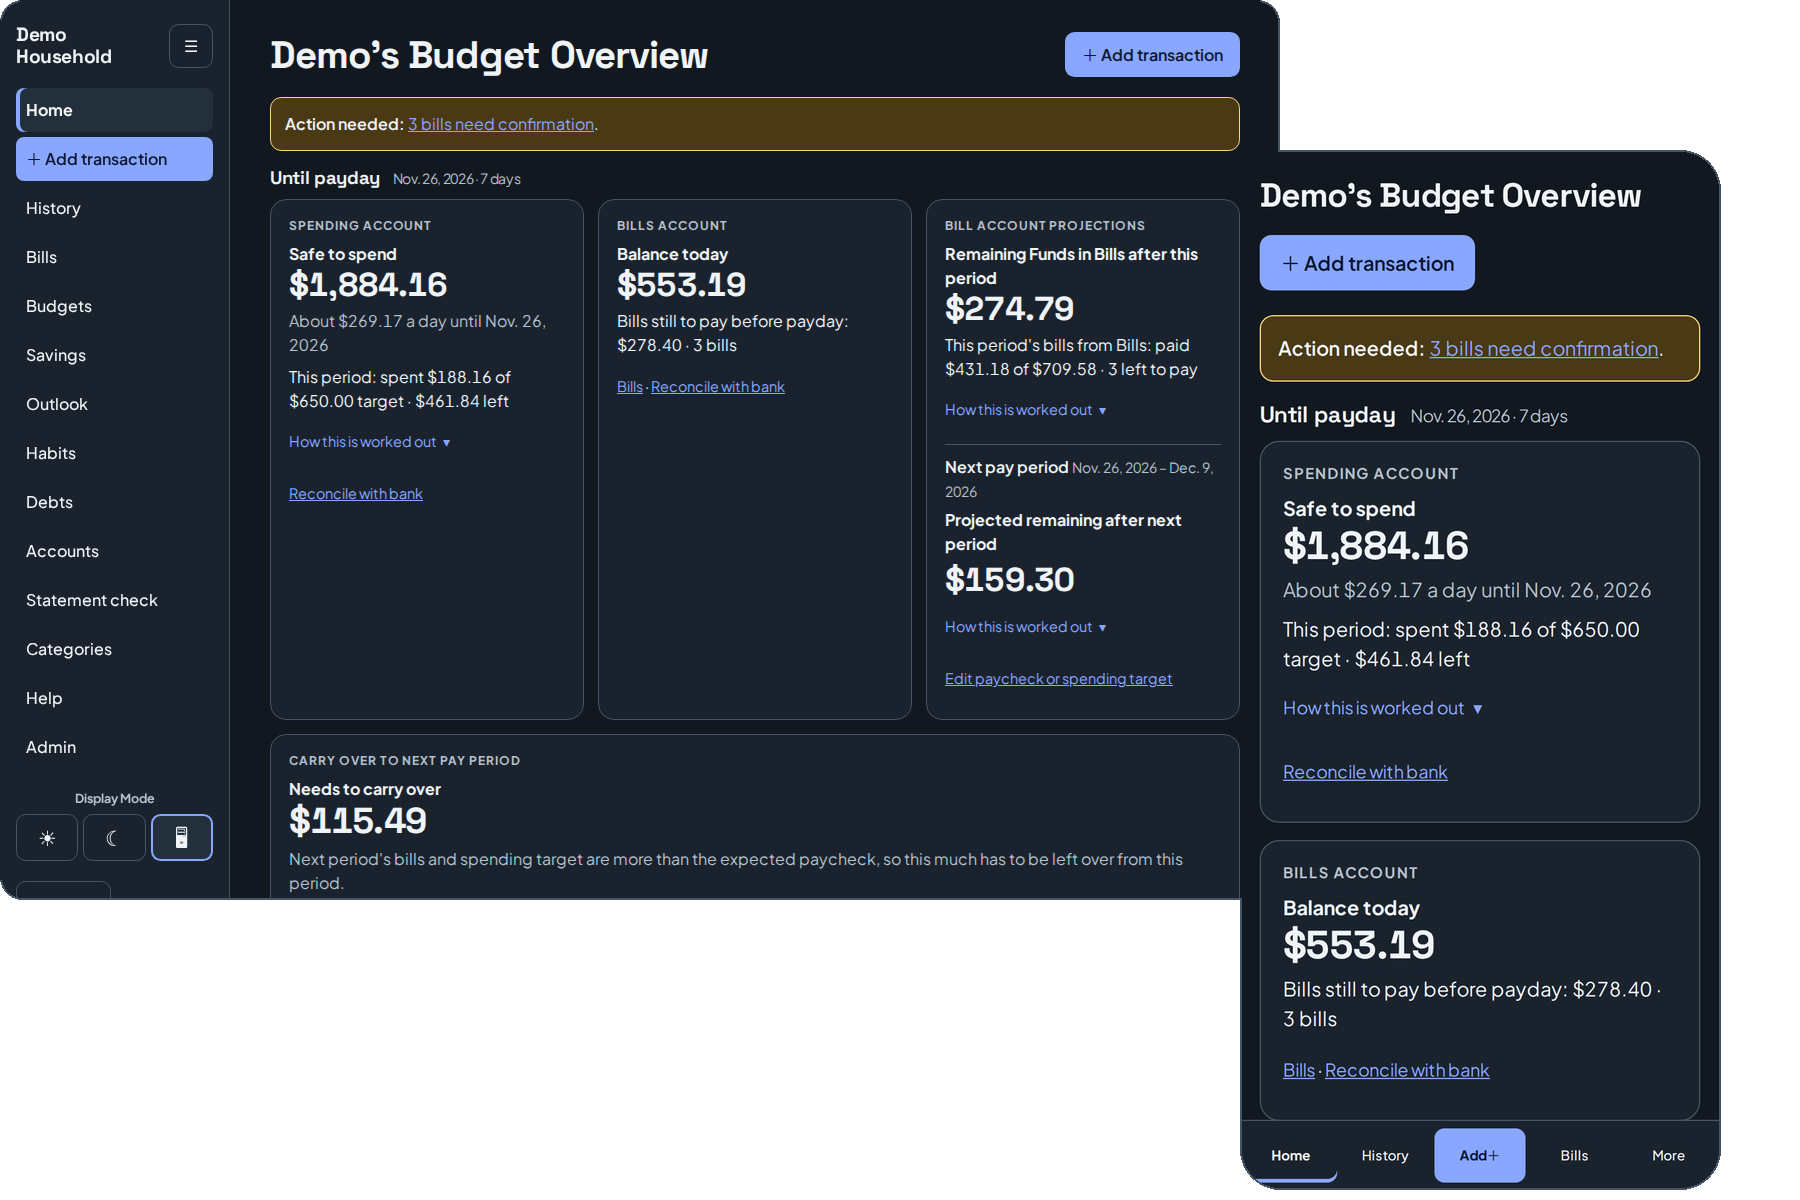 Demo
Household
☰
Home
+ Add transaction
History
Bills
Budgets
Savings
Outlook
Habits
Debts
Accounts
Statement check
Categories
Help
Admin
Display Mode
Demo's Budget Overview
+ Add transaction
Action needed: 3 bills need confirmation.
Until payday Nov. 26, 2026 · 7 days
SPENDING ACCOUNT
Safe to spend
$1,884.16
About $269.17 a day until Nov. 26,
2026
This period: spent $188.16 of
$650.00 target · $461.84 left
How this is worked out ▼
Reconcile with bank
BILLS ACCOUNT
Balance today
$553.19
Bills still to pay before payday:
$278.40 · 3 bills
Bills · Reconcile with bank
BILL ACCOUNT PROJECTIONS
Remaining Funds in Bills after this
period
$274.79
This period's bills from Bills: paid
$431.18 of $709.58 · 3 left to pay
How this is worked out ▼
Next pay period Nov. 26, 2026 – Dec. 9,
2026
Projected remaining after next
period
$159.30
How this is worked out ▼
Edit paycheck or spending target
CARRY OVER TO NEXT PAY PERIOD
Needs to carry over
$115.49
Next period's bills and spending target are more than the expected paycheck, so this much has to be left over from this
period.
Demo's Budget Overview
+ Add transaction
Action needed: 3 bills need confirmation.
Until payday Nov. 26, 2026 · 7 days
SPENDING ACCOUNT
Safe to spend
$1,884.16
About $269.17 a day until Nov. 26, 2026
This period: spent $188.16 of $650.00
target · $461.84 left
How this is worked out ▼
Reconcile with bank
BILLS ACCOUNT
Balance today
$553.19
Bills still to pay before payday: $278.40 ·
3 bills
Bills · Reconcile with bank
Home
History
Add+
Bills
More